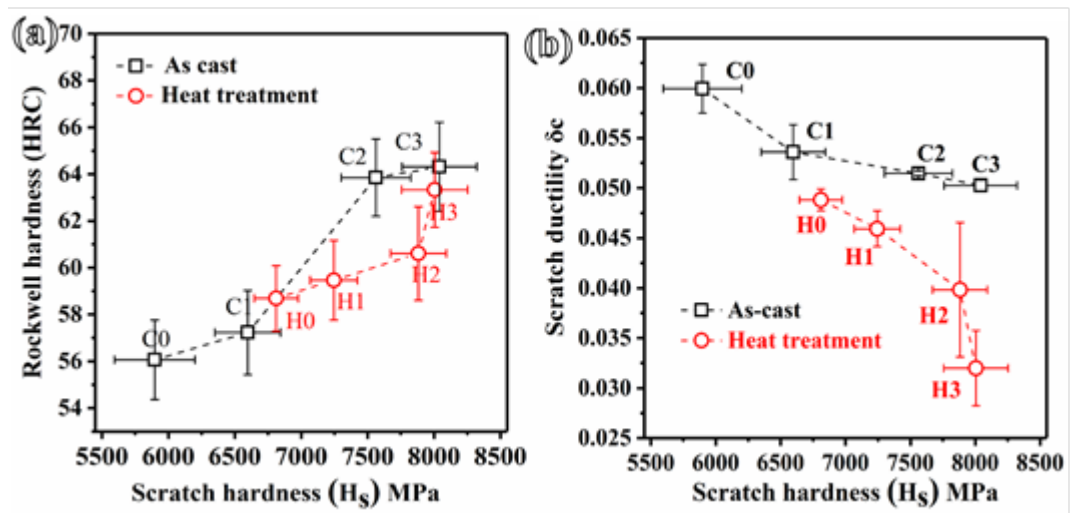 (a)
70
68
66
64
62
60
58
56
54
Rockwell hardness (HRC)
As cast
Heat treatment
C0
C1
C2
C3
H0
H1
H2
H3
5500 6000 6500 7000 7500 8000 8500
Scratch hardness (Hs) MPa
(b)
0.065
0.060
0.055
0.050
0.045
0.040
0.035
0.030
0.025
Scratch ductility δc
C0
C1
C2
C3
H0
H1
H2
H3
As-cast
Heat treatment
5500 6000 6500 7000 7500 8000 8500
Scratch hardness (Hs) MPa